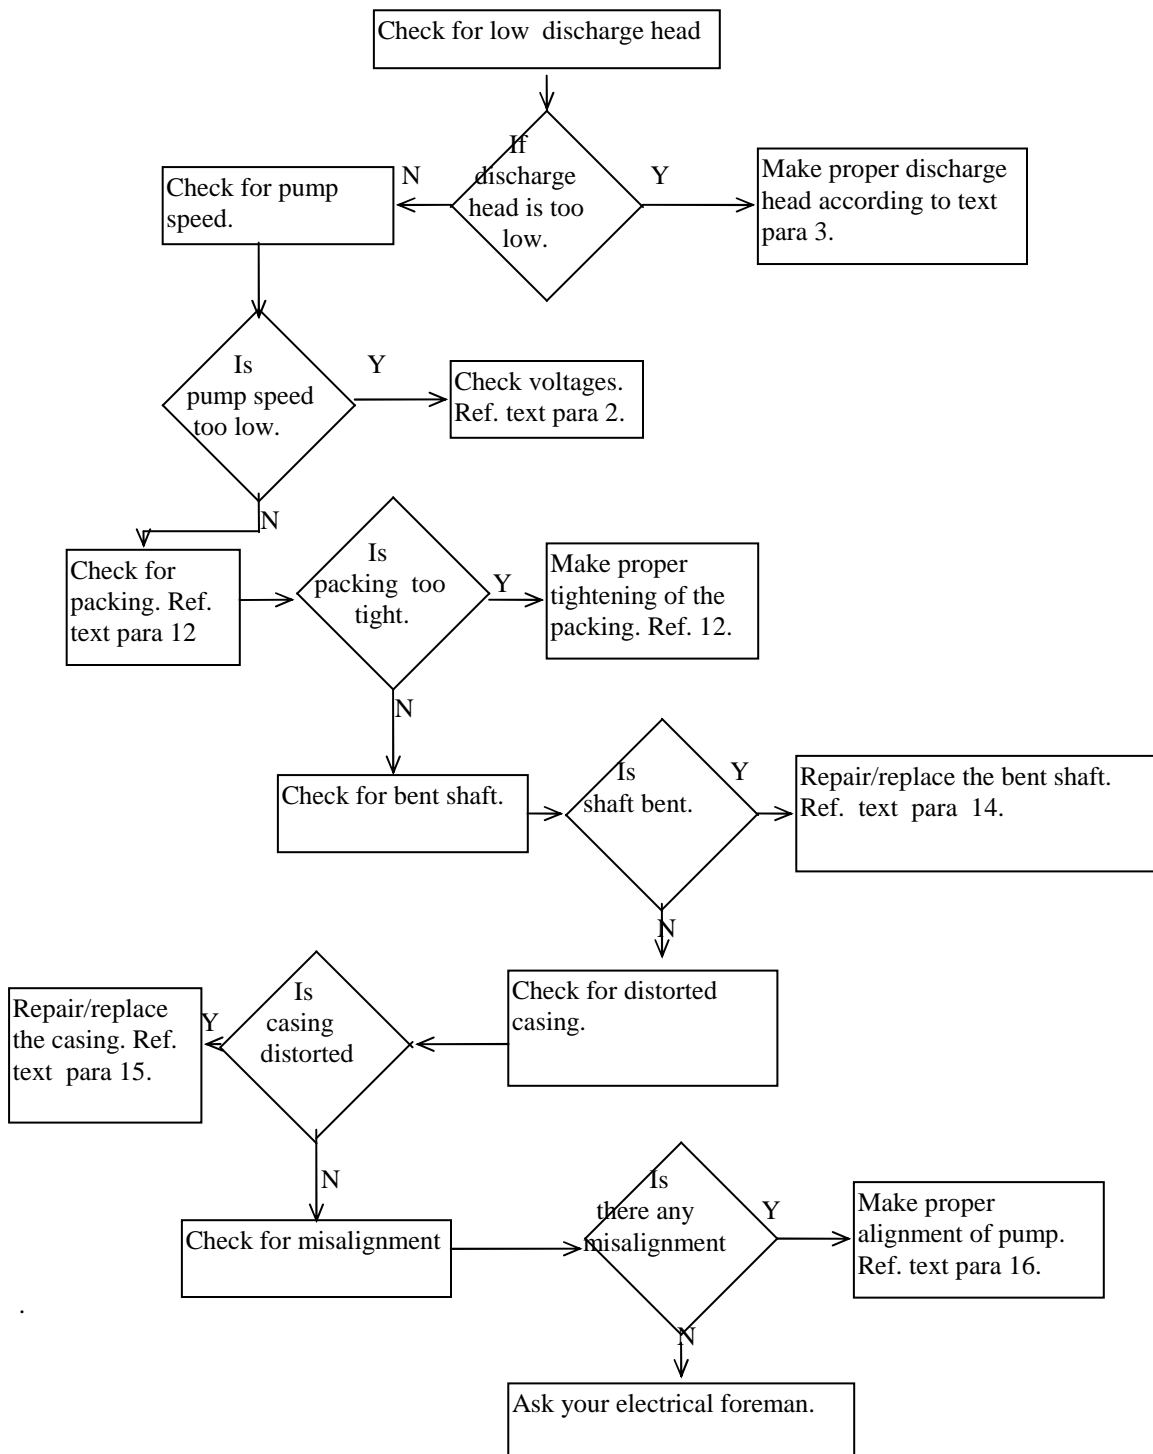 Check for low  discharge head
If
discharge
head is too
low.
N
Y
Check for pump
speed.
Make proper discharge
head according to text
para 3.
Is
pump speed
too low.
Y
Check voltages.
Ref. text para 2.
N
Check for
packing. Ref.
text para 12
Is
packing  too
tight.
Y
Make proper
tightening of the
packing. Ref. 12.
N
Check for bent shaft.
Is
shaft bent.
Y
Repair/replace the bent shaft.
Ref.  text  para  14.
N
Check for distorted
casing.
Is
casing
distorted
Y
Repair/replace
the casing. Ref.
text  para 15.
N
Check for misalignment
Is
there any
misalignment
Y
Make proper
alignment of pump.
Ref. text para 16.
.
N
Ask your electrical foreman.